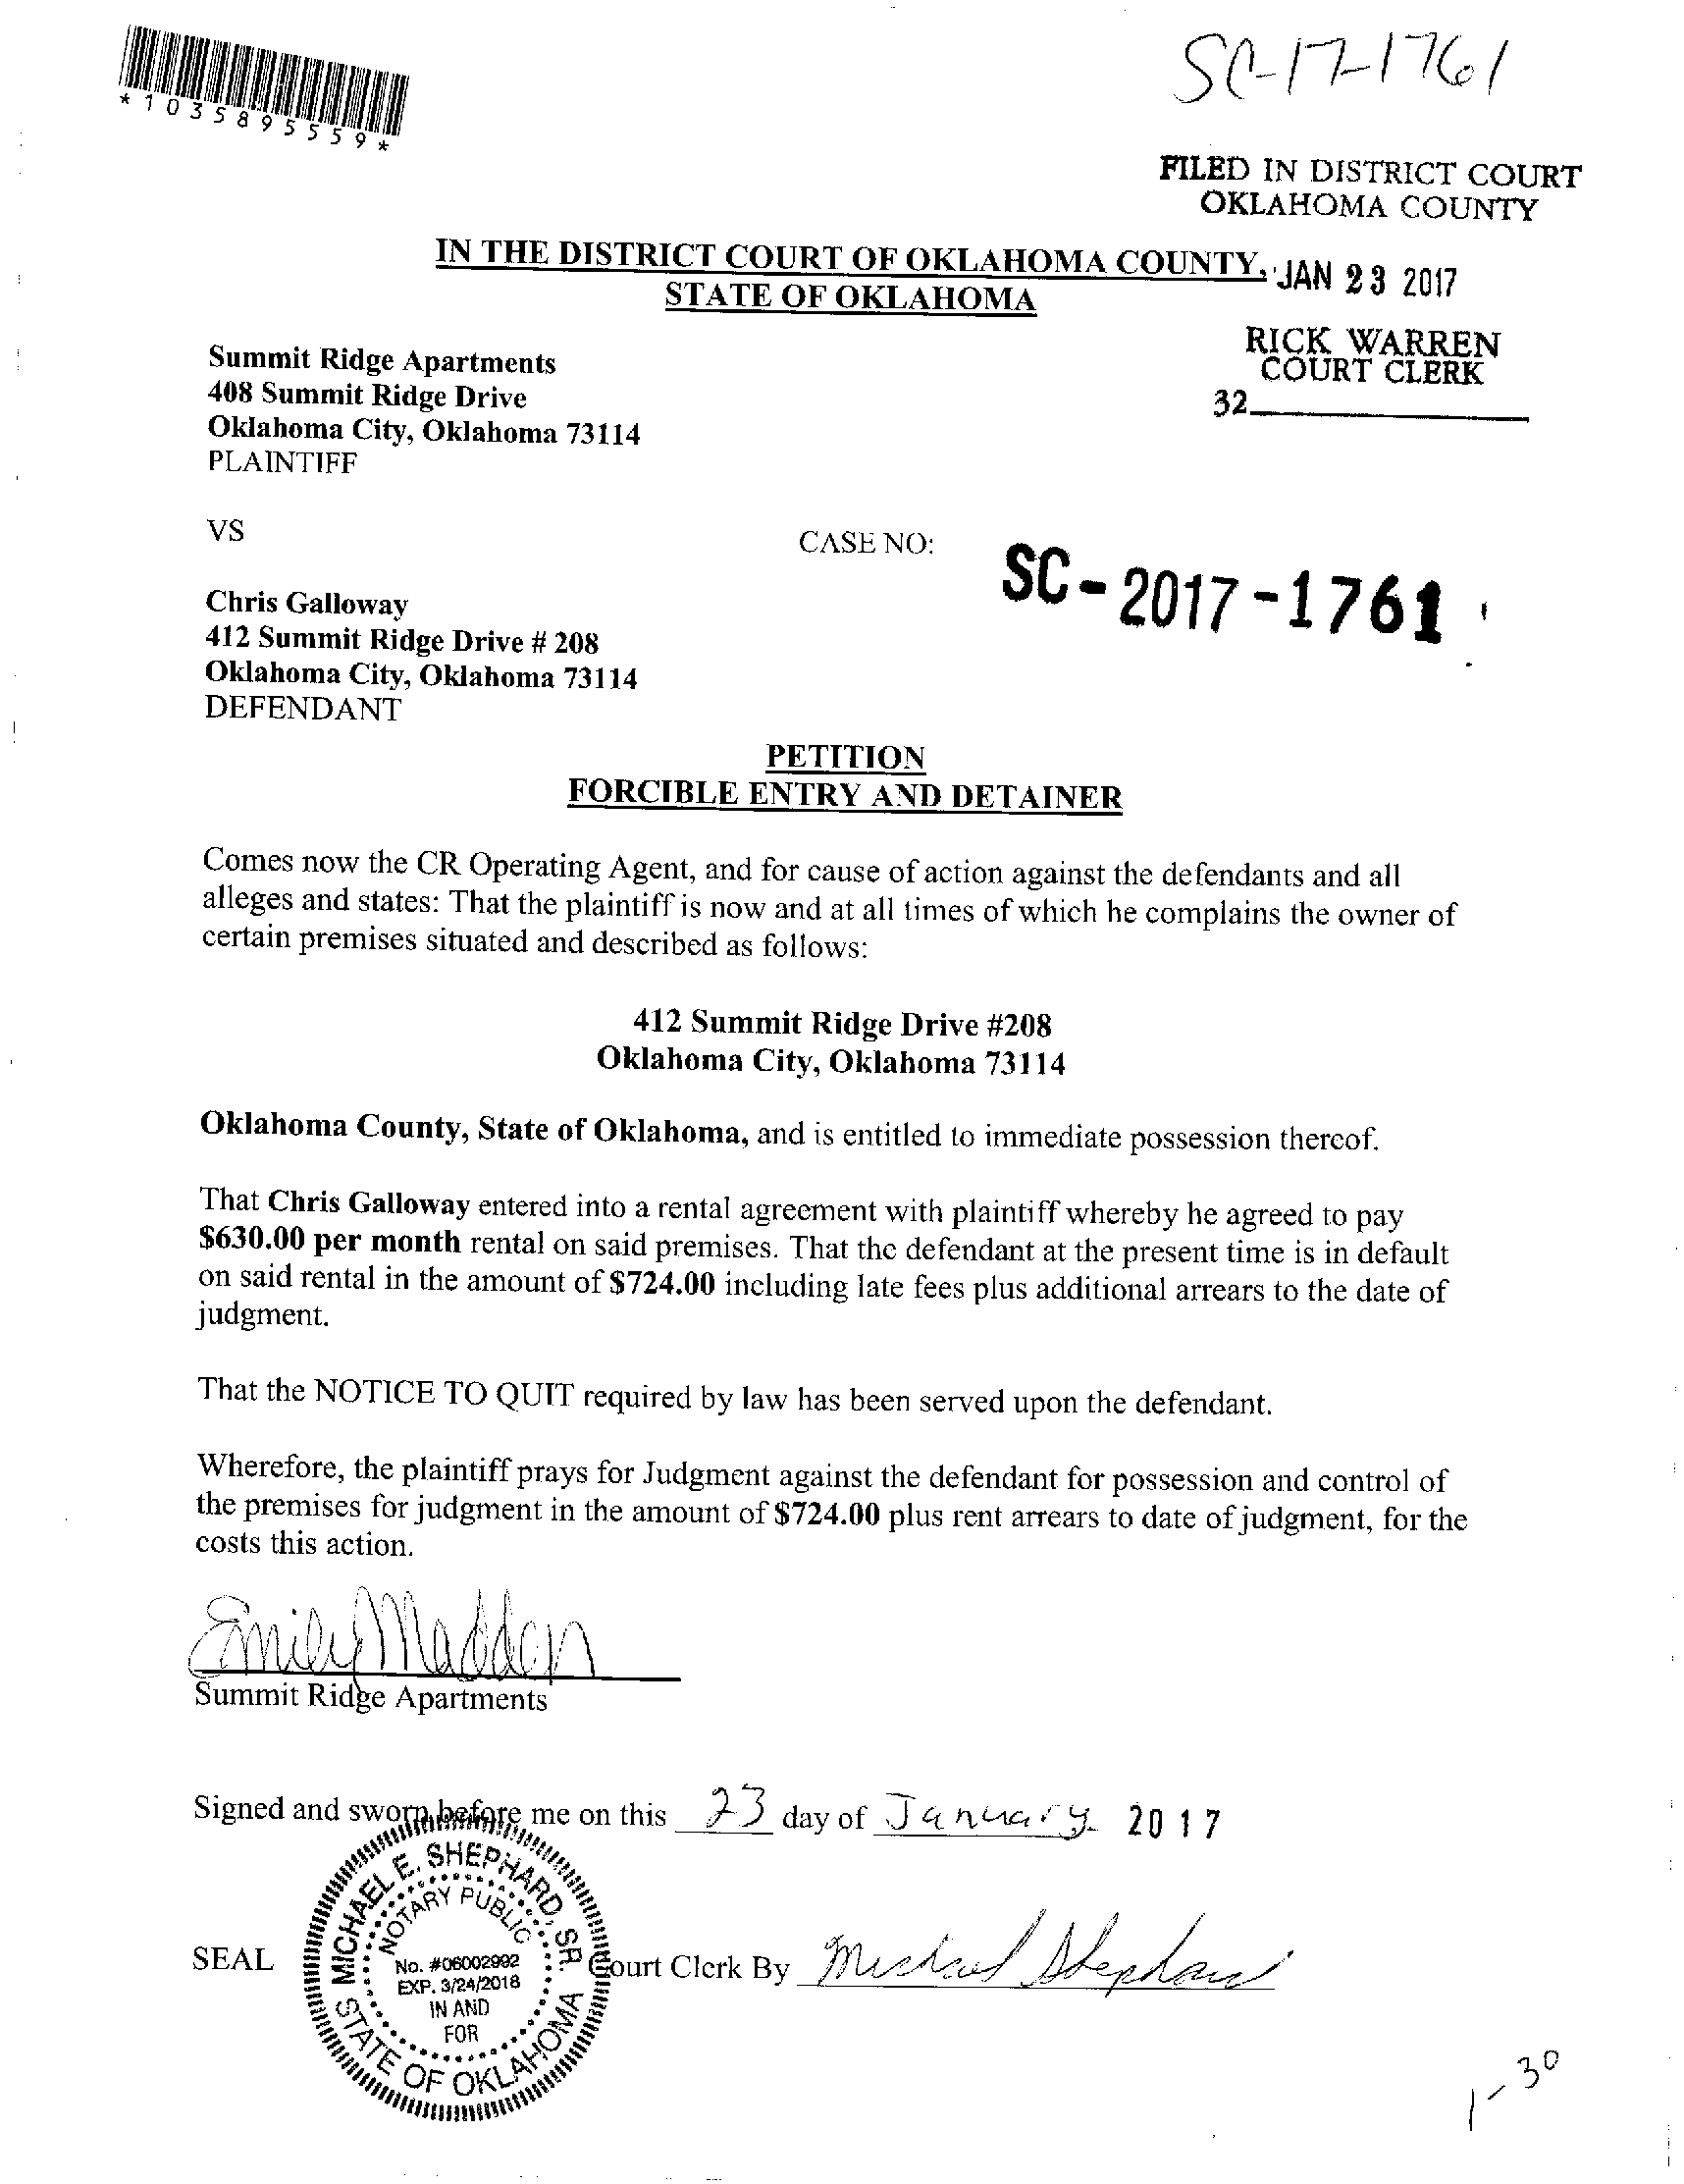 SC-17-1761
*1035895559*
FILED IN DISTRICT COURT
OKLAHOMA COUNTY
IN THE DISTRICT COURT OF OKLAHOMA COUNTY, JAN 23 2017
STATE OF OKLAHOMA
RICK WARREN
COURT CLERK
32
Summit Ridge Apartments
408 Summit Ridge Drive
Oklahoma City, Oklahoma 73114
PLAINTIFF
VS
CASE NO:
SC-2017-1761
Chris Galloway
412 Summit Ridge Drive # 208
Oklahoma City, Oklahoma 73114
DEFENDANT
PETITION
FORCIBLE ENTRY AND DETAINER
Comes now the CR Operating Agent, and for cause of action against the defendants and all
alleges and states: That the plaintiff is now and at all times of which he complains the owner of
certain premises situated and described as follows:
412 Summit Ridge Drive #208
Oklahoma City, Oklahoma 73114
Oklahoma County, State of Oklahoma, and is entitled to immediate possession thereof.
That Chris Galloway entered into a rental agreement with plaintiff whereby he agreed to pay
$630.00 per month rental on said premises. That the defendant at the present time is in default
on said rental in the amount of $724.00 including late fees plus additional arrears to the date of
judgment.
That the NOTICE TO QUIT required by law has been served upon the defendant.
Wherefore, the plaintiff prays for Judgment against the defendant for possession and control of
the premises for judgment in the amount of $724.00 plus rent arrears to date of judgment, for the
costs this action.
Emily Madden
Summit Ridge Apartments
Signed and sworn before me on this 23 day of January 2017
MICHAEL E. SHEPHARD, SR.
NOTARY PUBLIC
No. #06002992
EXP. 3/24/2018
IN AND
FOR
STATE OF OKLAHOMA
SEAL
Court Clerk By Michael Shephard
1-30